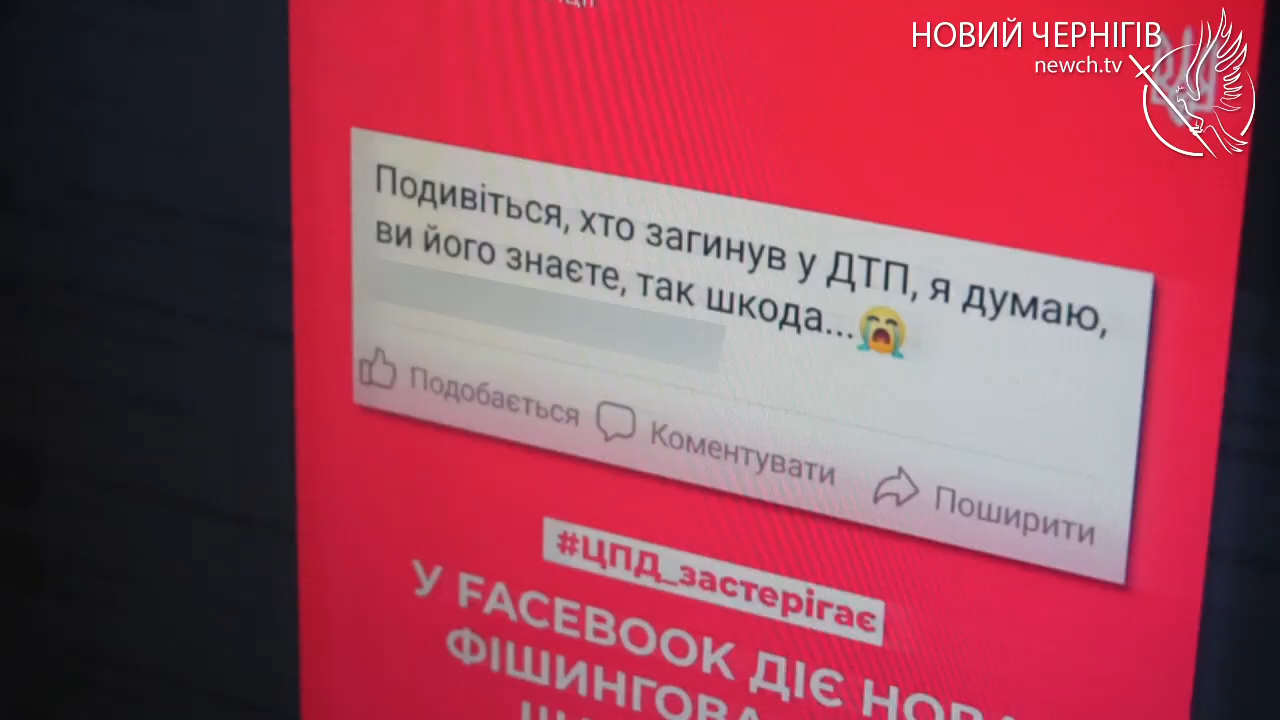 НОВИЙ ЧЕРНІГІВ
newch.tv
Подивіться, хто загинув у ДТП, я думаю,
ви його знаєте, так шкода...😭
Подобається Коментувати Поширити
#ЦПД_застерігає
У FACEBOOK ДІЄ НОВА
ФІШИНГОВА